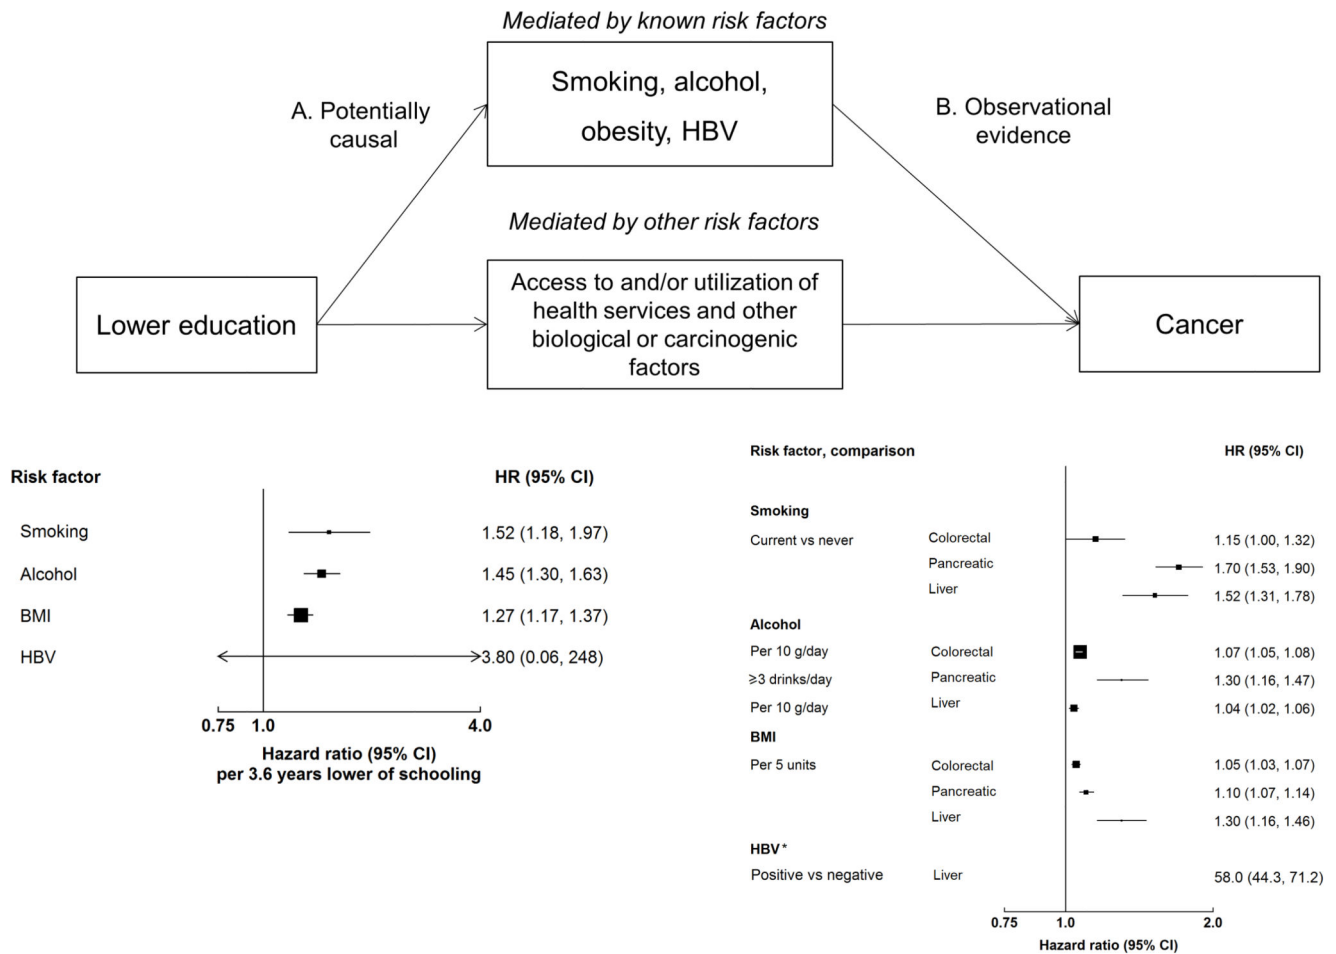 Mediated by known risk factors
Smoking, alcohol,
obesity, HBV
A. Potentially
causal
B. Observational
evidence
Mediated by other risk factors
Lower education
Access to and/or utilization of
health services and other
biological or carcinogenic
factors
Cancer
Risk factor HR (95% CI)
Smoking 1.52 (1.18, 1.97)
Alcohol 1.45 (1.30, 1.63)
BMI 1.27 (1.17, 1.37)
HBV 3.80 (0.06, 248)
0.75 1.0 4.0
Hazard ratio (95% CI)
per 3.6 years lower of schooling
Risk factor, comparison HR (95% CI)
Smoking
Current vs never Colorectal 1.15 (1.00, 1.32)
Pancreatic 1.70 (1.53, 1.90)
Liver 1.52 (1.31, 1.78)
Alcohol
Per 10 g/day Colorectal 1.07 (1.05, 1.08)
≥3 drinks/day Pancreatic 1.30 (1.16, 1.47)
Per 10 g/day Liver 1.04 (1.02, 1.06)
BMI
Per 5 units Colorectal 1.05 (1.03, 1.07)
Pancreatic 1.10 (1.07, 1.14)
Liver 1.30 (1.16, 1.46)
HBV*
Positive vs negative Liver 58.0 (44.3, 71.2)
0.75 1.0 2.0
Hazard ratio (95% CI)